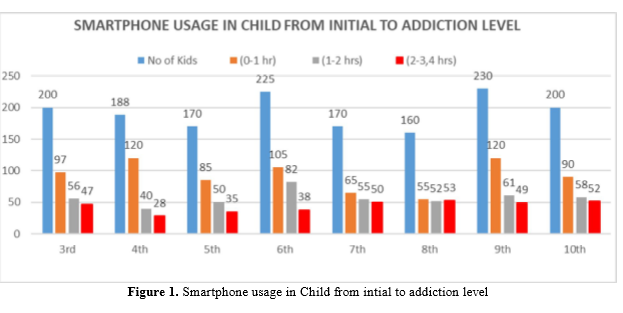 SMARTPHONE USAGE IN CHILD FROM INITIAL TO ADDICTION LEVEL
No of Kids (0-1 hr) (1-2 hrs) (2-3,4 hrs)
250
200
150
100
50
0
200 97 56 47
188 120 40 28
170 85 50 35
225 105 82 38
170 65 55 50
160 55 52 53
230 120 61 49
200 90 58 52
3rd 4th 5th 6th 7th 8th 9th 10th
Figure 1. Smartphone usage in Child from intial to addiction level